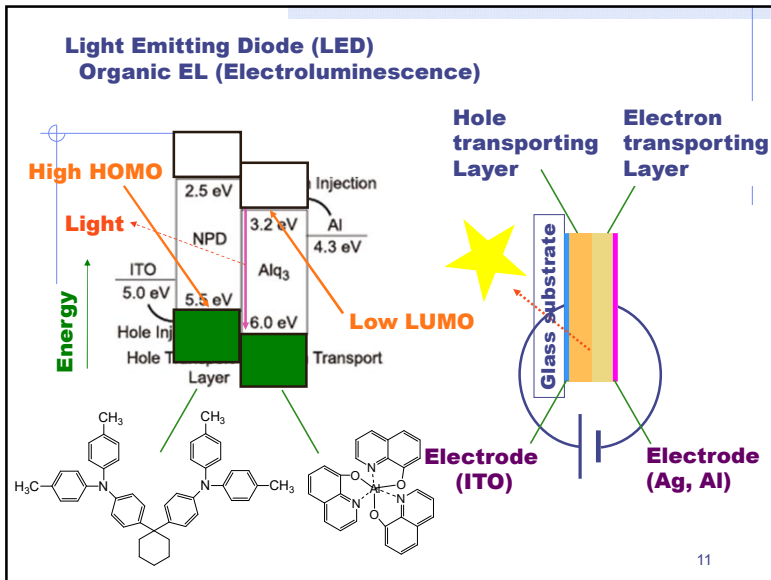 Light Emitting Diode (LED)
Organic EL (Electroluminescence)
Hole
transporting
Layer
Electron
transporting
Layer
High HOMO
Injection
2.5 eV
Light
3.2 eV
Al
NPD
4.3 eV
ITO
Alq3
5.0 eV
5.5 eV
Low LUMO
6.0 eV
Energy
Hole
Hole
Transport
Layer
Glass substrate
CH3
CH3
CH3
CH3
N
N
N
O
Al
O
N
N
O
Electrode
(ITO)
Electrode
(Ag, Al)
11